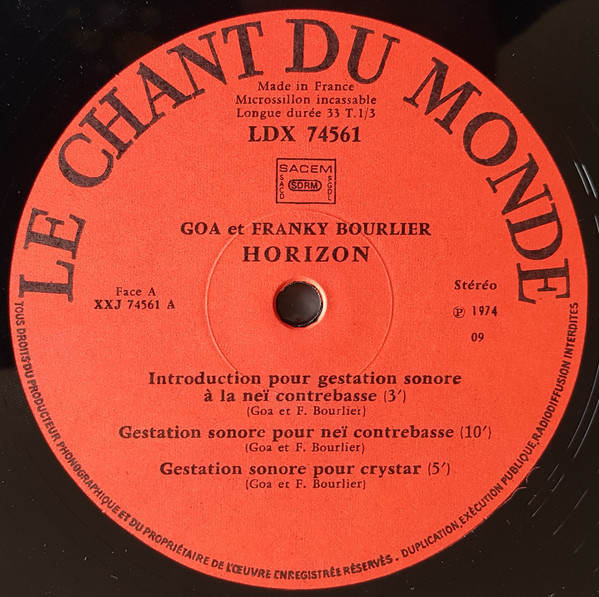 LE CHANT DU MONDE
Made in France
Microssillon incassable
Longue durée 33 T.1/3
LDX 74561
SACEM
SACD
SDRM
SGDL
GOA et FRANKY BOURLIER
HORIZON
Face A
XXJ 74561 A
Stéréo
℗ 1974
09
Introduction pour gestation sonore
à la neï contrebasse (3′)
(Goa et F. Bourlier)
Gestation sonore pour neï contrebasse (10′)
(Goa et F. Bourlier)
Gestation sonore pour crystar (5′)
(Goa et F. Bourlier)
TOUS DROITS DU PRODUCTEUR PHONOGRAPHIQUE ET DU PROPRIÉTAIRE DE L'ŒUVRE ENREGISTRÉE RÉSERVÉS - DUPLICATION, EXÉCUTION PUBLIQUE, RADIODIFFUSION INTERDITES